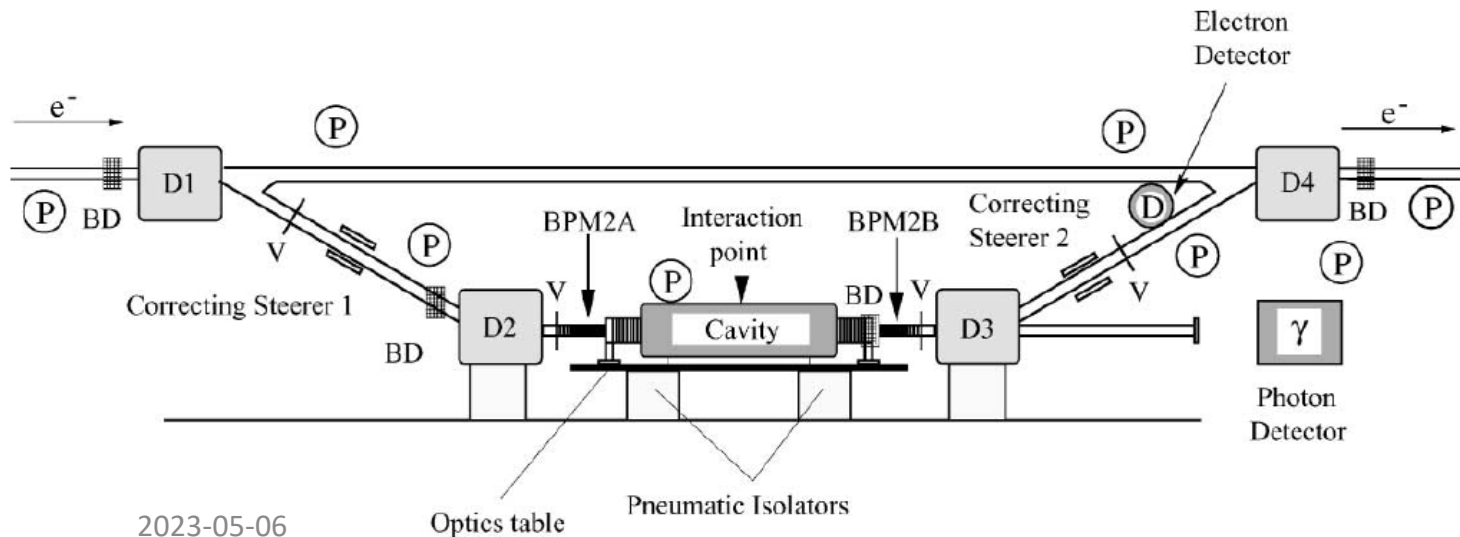 Electron
Detector
e-
P
P
e-
D1
D4
P
BD
BD
P
D
V
P
BPM2A
Interaction
point
BPM2B
Correcting
Steerer 2
P
P
V
Correcting Steerer 1
V
P
BD
V
D2
Cavity
D3
BD
γ
Photon
Detector
Pneumatic Isolators
Optics table
2023-05-06